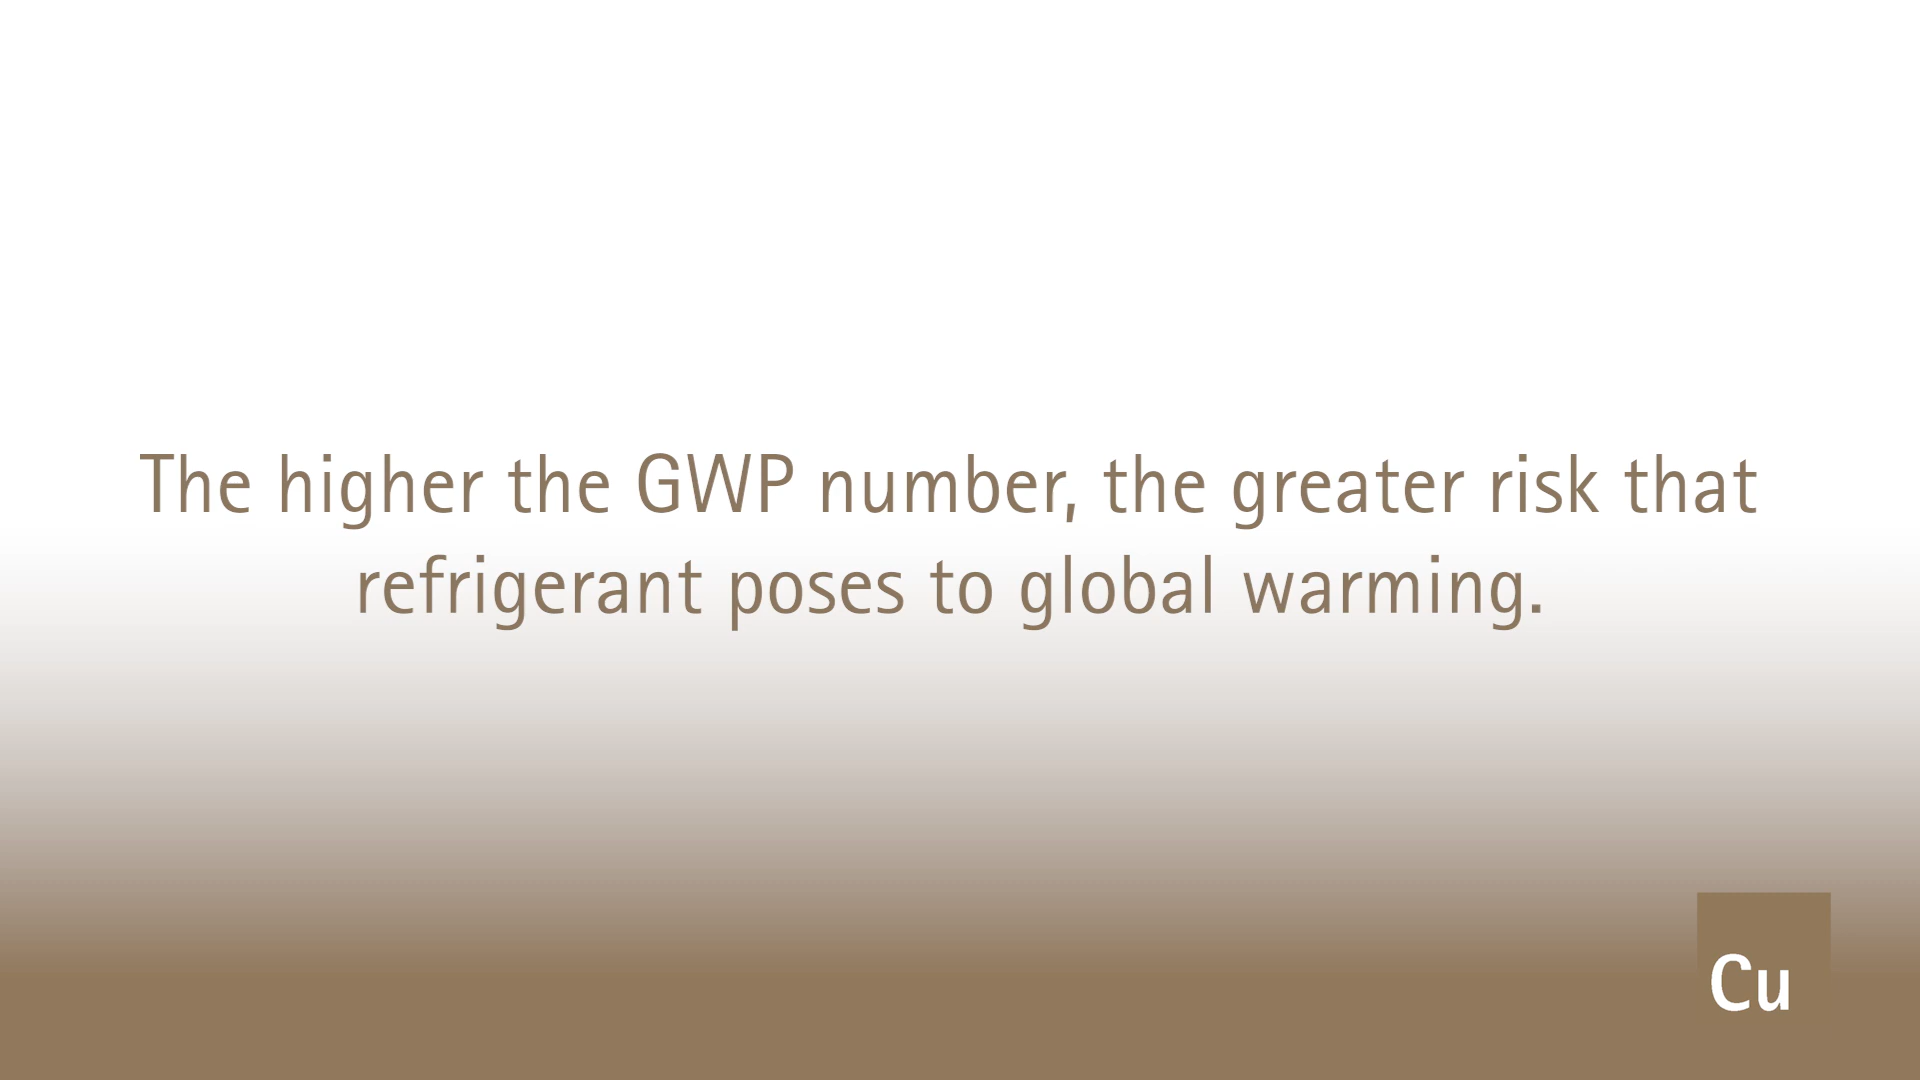 The higher the GWP number, the greater risk that
refrigerant poses to global warming.
Cu